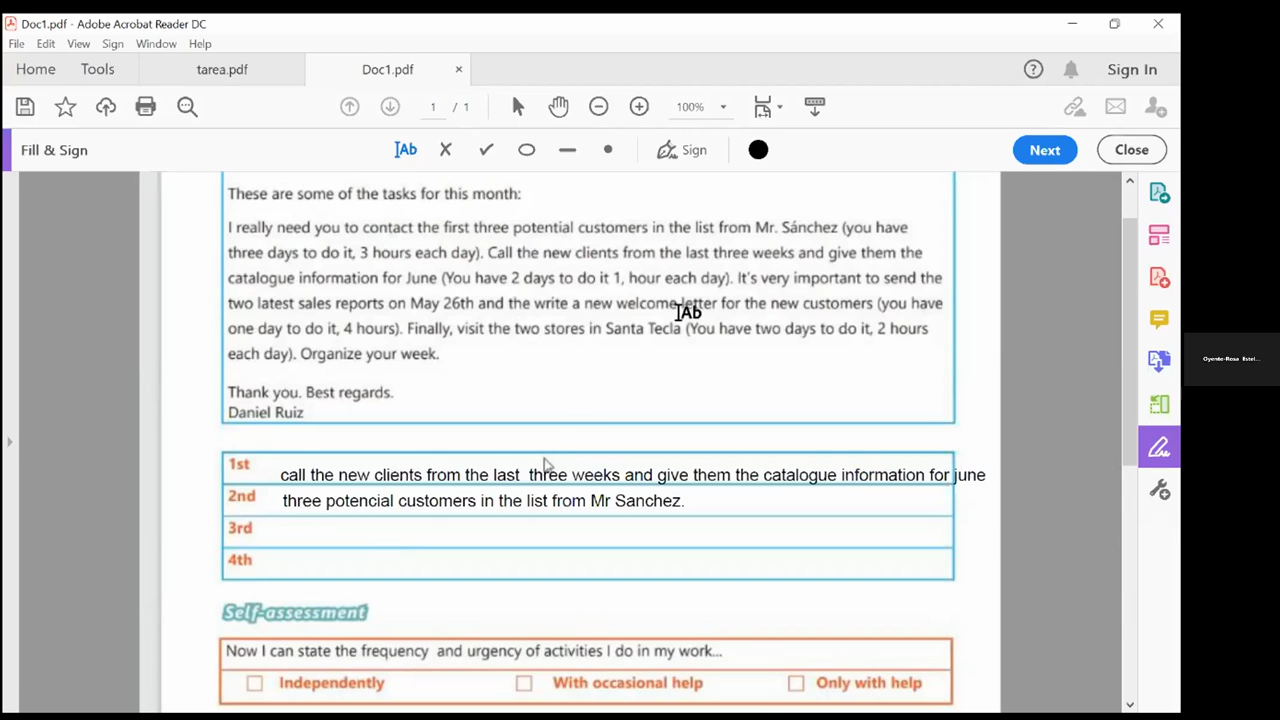 Doc1.pdf - Adobe Acrobat Reader DC
File Edit View Sign Window Help
Home Tools tarea.pdf Doc1.pdf × Sign In
1 / 1 100%
Fill & Sign Ab Sign Next Close
These are some of the tasks for this month:
I really need you to contact the first three potential customers in the list from Mr. Sánchez (you have
three days to do it, 3 hours each day). Call the new clients from the last three weeks and give them the
catalogue information for June (You have 2 days to do it 1, hour each day). It's very important to send the
two latest sales reports on May 26th and the write a new welcome letter for the new customers (you have
Ab
one day to do it, 4 hours). Finally, visit the two stores in Santa Tecla (You have two days to do it, 2 hours
each day). Organize your week.
Oyente-Rosa Estel...
Thank you. Best regards.
Daniel Ruiz
1st call the new clients from the last three weeks and give them the catalogue information for june
2nd three potencial customers in the list from Mr Sanchez.
3rd
4th
Self-assessment
Now I can state the frequency and urgency of activities I do in my work...
Independently With occasional help Only with help